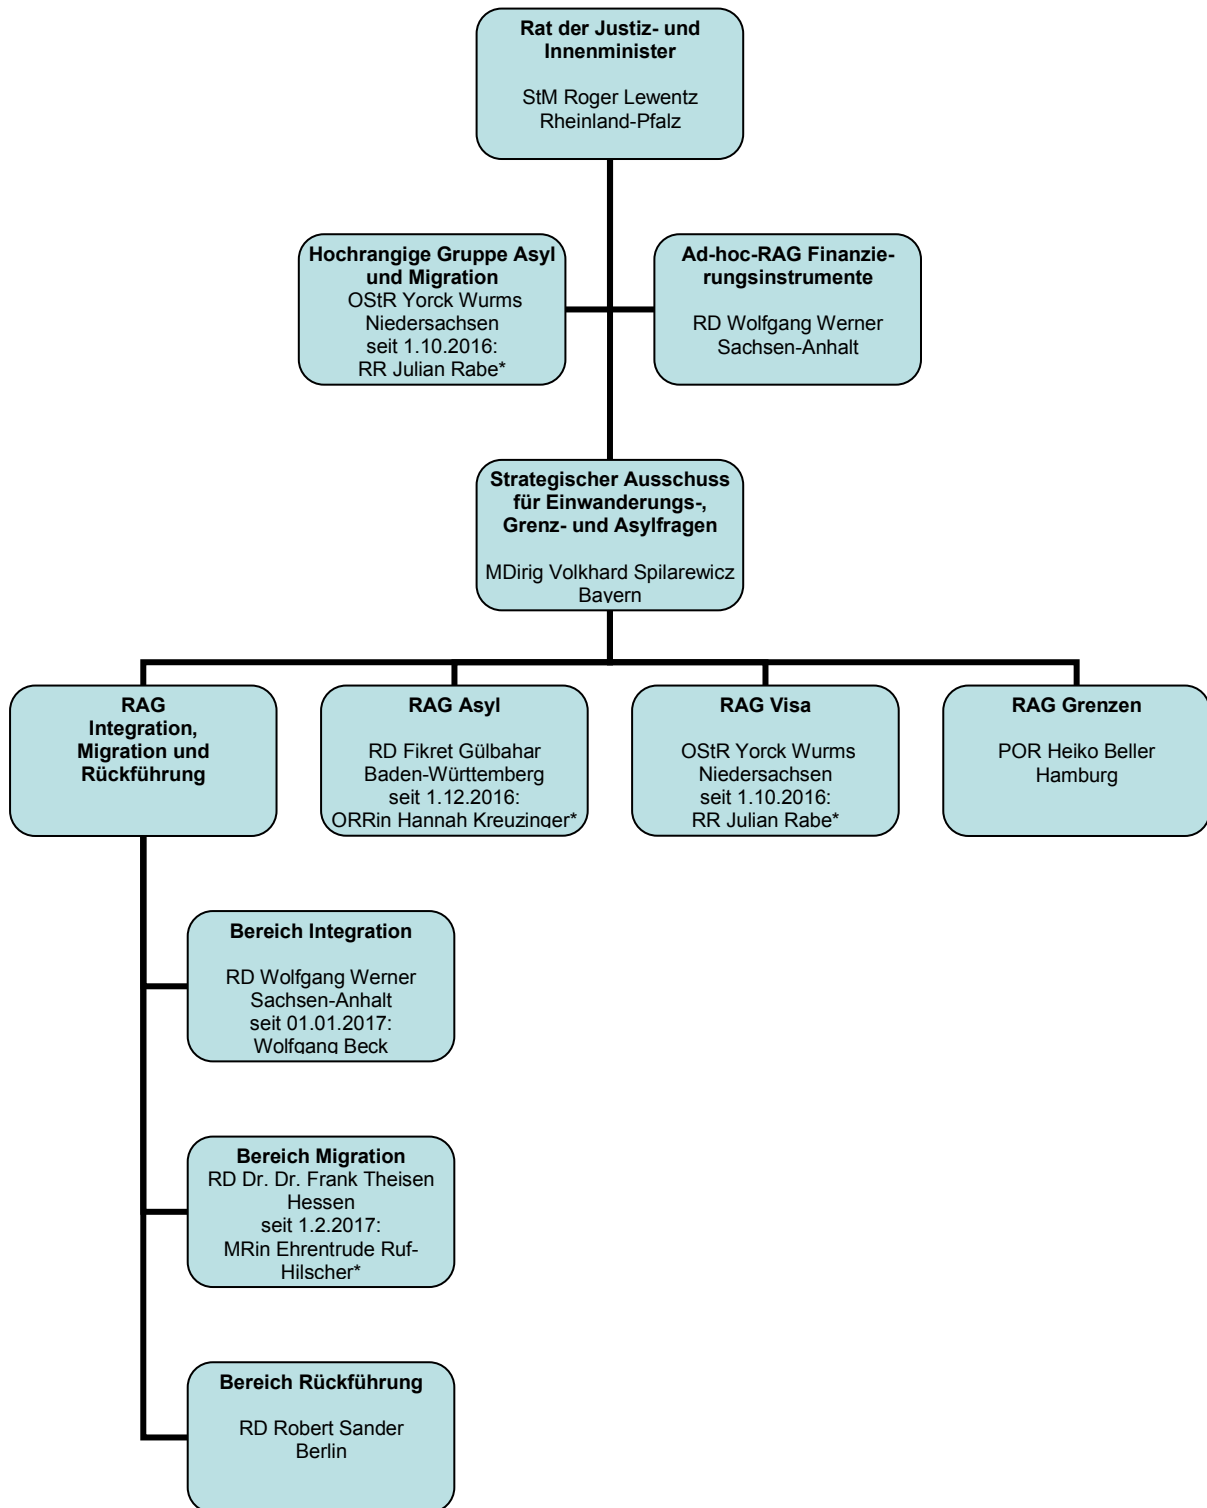 Rat der Justiz- und
Innenminister
StM Roger Lewentz
Rheinland-Pfalz
Hochrangige Gruppe Asyl
und Migration
OStR Yorck Wurms
Niedersachsen
seit 1.10.2016:
RR Julian Rabe*
Ad-hoc-RAG Finanzie-
rungsinstrumente
RD Wolfgang Werner
Sachsen-Anhalt
Strategischer Ausschuss
für Einwanderungs-,
Grenz- und Asylfragen
MDirig Volkhard Spilarewicz
Bayern
RAG
Integration,
Migration und
Rückführung
RAG Asyl
RD Fikret Gülbahar
Baden-Württemberg
seit 1.12.2016:
ORRin Hannah Kreuzinger*
RAG Visa
OStR Yorck Wurms
Niedersachsen
seit 1.10.2016:
RR Julian Rabe*
RAG Grenzen
POR Heiko Beller
Hamburg
Bereich Integration
RD Wolfgang Werner
Sachsen-Anhalt
seit 01.01.2017:
Wolfgang Beck
Bereich Migration
RD Dr. Dr. Frank Theisen
Hessen
seit 1.2.2017:
MRin Ehrentrude Ruf-
Hilscher*
Bereich Rückführung
RD Robert Sander
Berlin